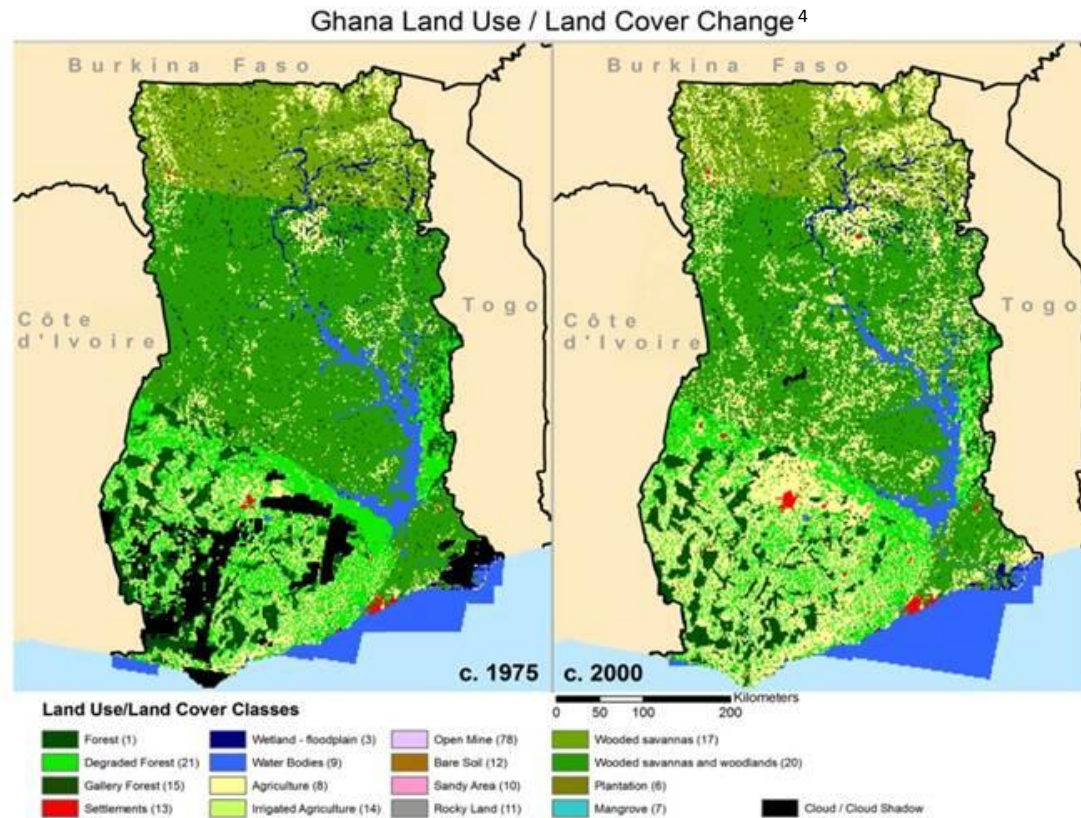 Ghana Land Use / Land Cover Change 4
Burkina Faso
Burkina Faso
Togo
Togo
Côte
d'Ivoire
Côte
d'Ivoire
c. 1975
c. 2000
Kilometers
0 50 100 200
Land Use/Land Cover Classes
Forest (1)
Degraded Forest (21)
Gallery Forest (15)
Settlements (13)
Wetland - floodplain (3)
Water Bodies (9)
Agriculture (8)
Irrigated Agriculture (14)
Open Mine (78)
Bare Soil (12)
Sandy Area (10)
Rocky Land (11)
Wooded savannas (17)
Wooded savannas and woodlands (20)
Plantation (6)
Mangrove (7)
Cloud / Cloud Shadow